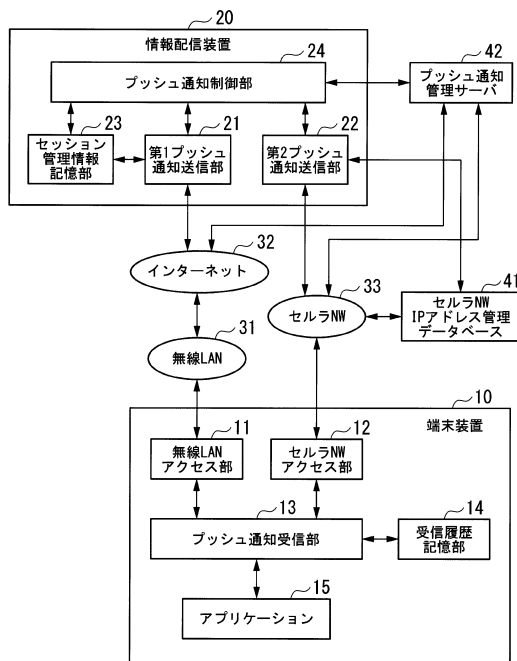 20
情報配信装置
24
プッシュ通知制御部
42
プッシュ通知
管理サーバ
23
セッション
管理情報
記憶部
21
第1プッシュ
通知送信部
22
第2プッシュ
通知送信部
32
インターネット
33
セルラNW
41
セルラNW
IPアドレス管理
データベース
31
無線LAN
10
端末装置
11
無線LAN
アクセス部
12
セルラNW
アクセス部
13
プッシュ通知受信部
14
受信履歴
記憶部
15
アプリケーション